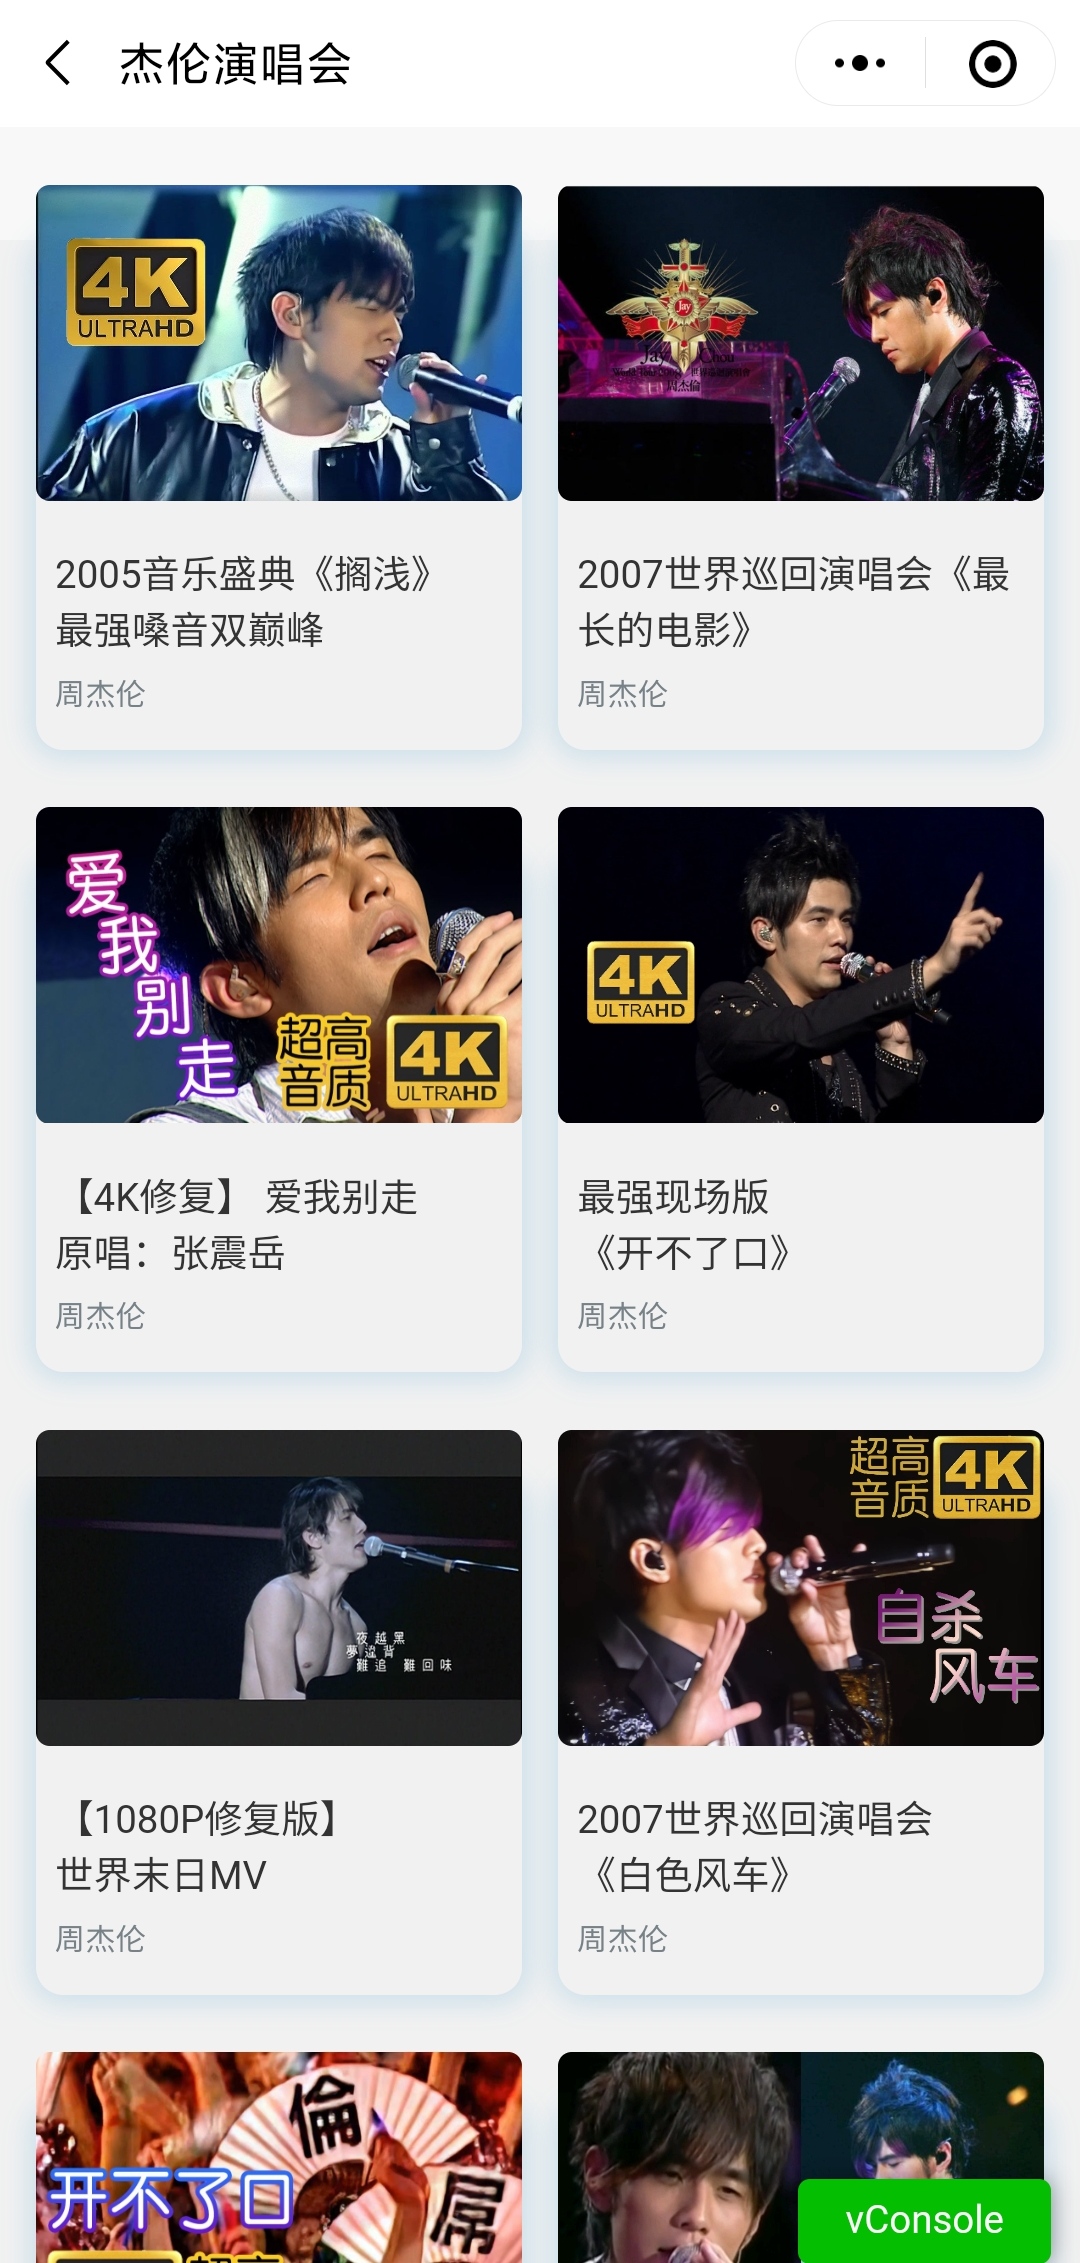 杰伦演唱会
4K
ULTRAHD
Jay
Jay Chou
周杰倫
2005音乐盛典《搁浅》
最强嗓音双巅峰
周杰伦
2007世界巡回演唱会《最
长的电影》
周杰伦
爱我别走
超高
音质
4K
ULTRAHD
4K
ULTRAHD
【4K修复】 爱我别走
原唱：张震岳
周杰伦
最强现场版
《开不了口》
周杰伦
夜越黑
夢違背
難追 難回味
超高
音质
4K
ULTRAHD
自杀
风车
【1080P修复版】
世界末日MV
周杰伦
2007世界巡回演唱会
《白色风车》
周杰伦
倫
开不了口
vConsole